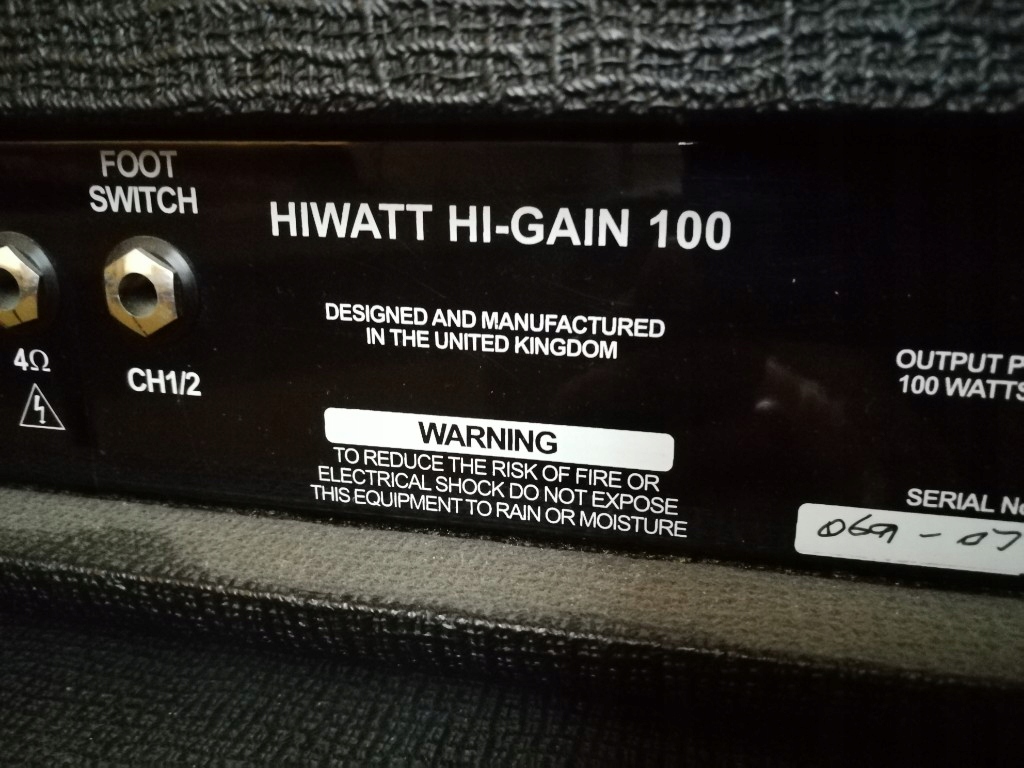 FOOT
SWITCH
HIWATT HI-GAIN 100
DESIGNED AND MANUFACTURED
IN THE UNITED KINGDOM
4Ω
CH1/2
OUTPUT P
100 WATTS
WARNING
TO REDUCE THE RISK OF FIRE OR
ELECTRICAL SHOCK DO NOT EXPOSE
THIS EQUIPMENT TO RAIN OR MOISTURE
SERIAL No
069 - 07